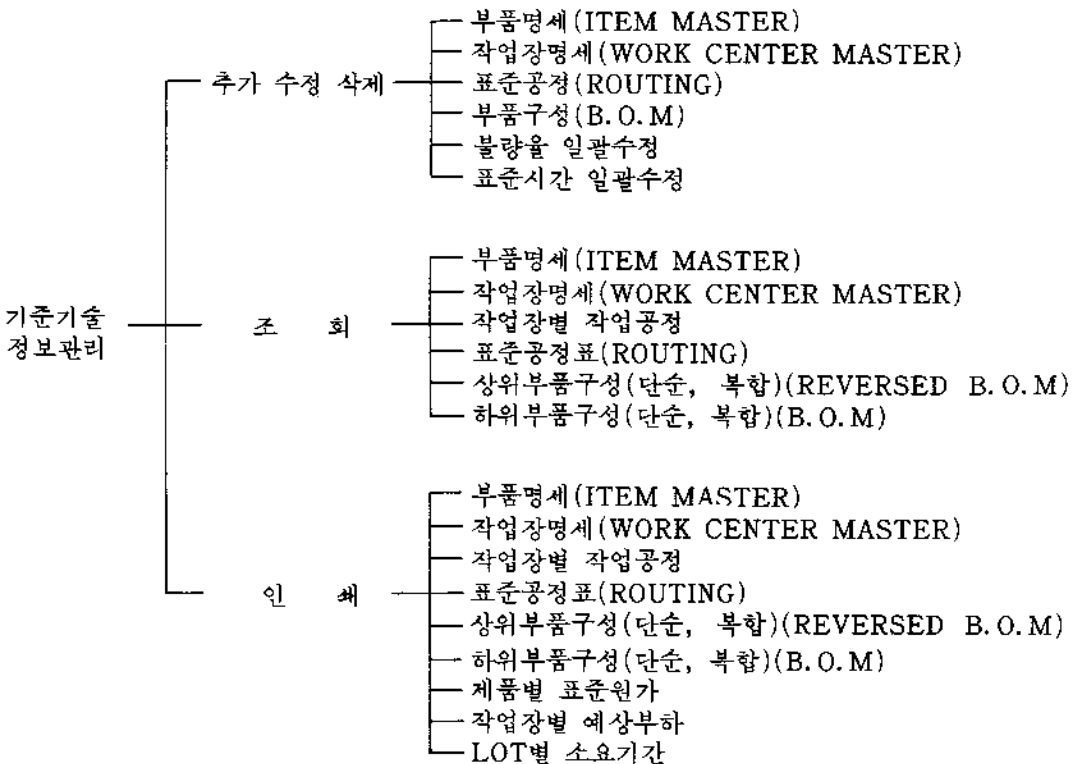 부품명세(ITEM MASTER)
작업장명세(WORK CENTER MASTER)
추가 수정 삭제
표준공정(ROUTING)
부품구성(B.O.M)
불량율 일괄수정
표준시간 일괄수정
부품명세(ITEM MASTER)
작업장명세(WORK CENTER MASTER)
기준기술
정보관리
조 회
작업장별 작업공정
표준공정표(ROUTING)
상위부품구성(단순, 복합)(REVERSED B.O.M)
하위부품구성(단순, 복합)(B.O.M)
부품명세(ITEM MASTER)
작업장명세(WORK CENTER MASTER)
작업장별 작업공정
인 쇄
표준공정표(ROUTING)
상위부품구성(단순, 복합)(REVERSED B.O.M)
하위부품구성(단순, 복합)(B.O.M)
제품별 표준원가
작업장별 예상부하
LOT별 소요기간